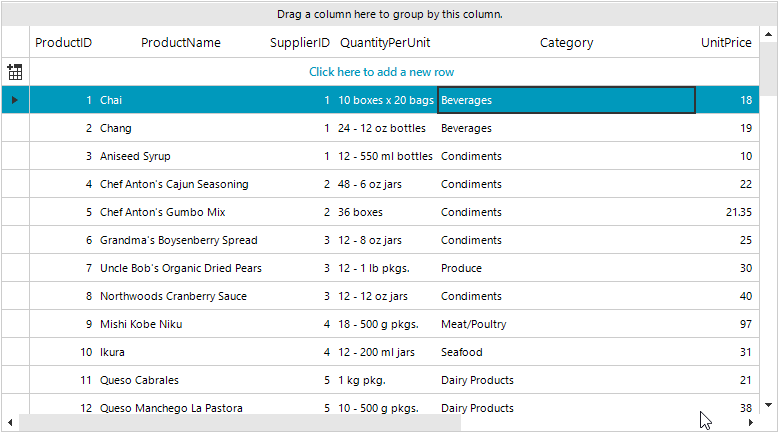 Drag a column here to group by this column.
ProductID ProductName SupplierID QuantityPerUnit Category UnitPrice
Click here to add a new row
1 Chai 1 10 boxes x 20 bags Beverages 18
2 Chang 1 24 - 12 oz bottles Beverages 19
3 Aniseed Syrup 1 12 - 550 ml bottles Condiments 10
4 Chef Anton's Cajun Seasoning 2 48 - 6 oz jars Condiments 22
5 Chef Anton's Gumbo Mix 2 36 boxes Condiments 21.35
6 Grandma's Boysenberry Spread 3 12 - 8 oz jars Condiments 25
7 Uncle Bob's Organic Dried Pears 3 12 - 1 lb pkgs. Produce 30
8 Northwoods Cranberry Sauce 3 12 - 12 oz jars Condiments 40
9 Mishi Kobe Niku 4 18 - 500 g pkgs. Meat/Poultry 97
10 Ikura 4 12 - 200 ml jars Seafood 31
11 Queso Cabrales 5 1 kg pkg. Dairy Products 21
12 Queso Manchego La Pastora 5 10 - 500 g pkgs. Dairy Products 38